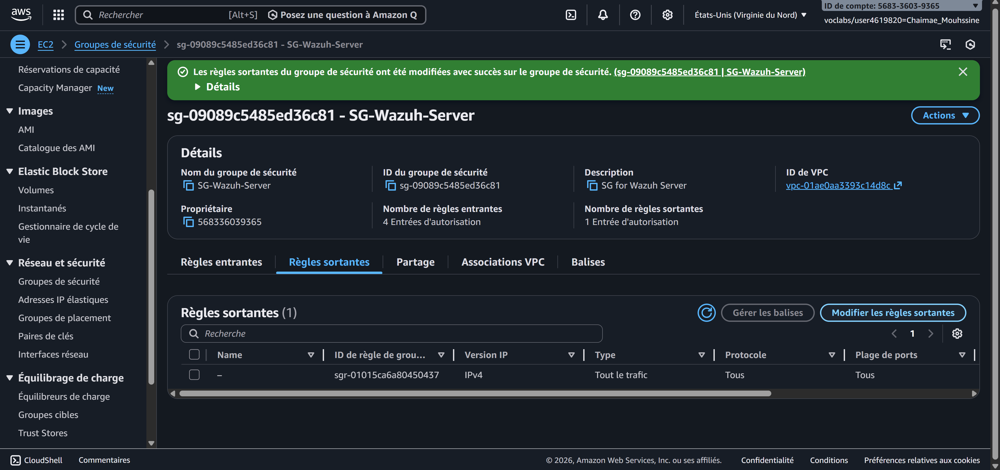 aws
Rechercher [Alt+S] Posez une question à Amazon Q
États-Unis (Virginie du Nord)
ID de compte: 5683-3603-9365
voclabs/user4619820=Chaimae_Mouhssine
EC2 Groupes de sécurité sg-09089c5485ed36c81 - SG-Wazuh-Server
Réservations de capacité
Capacity Manager New
Images
AMI
Catalogue des AMI
Elastic Block Store
Volumes
Instantanés
Gestionnaire de cycle de
vie
Réseau et sécurité
Groupes de sécurité
Adresses IP élastiques
Groupes de placement
Paires de clés
Interfaces réseau
Équilibrage de charge
Équilibreurs de charge
Groupes cibles
Trust Stores
Les règles sortantes du groupe de sécurité ont été modifiées avec succès sur le groupe de sécurité. (sg-09089c5485ed36c81 | SG-Wazuh-Server)
Détails
sg-09089c5485ed36c81 - SG-Wazuh-Server
Actions
Détails
Nom du groupe de sécurité
SG-Wazuh-Server
ID du groupe de sécurité
sg-09089c5485ed36c81
Description
SG for Wazuh Server
ID de VPC
vpc-01ae0aa3393c14d8c
Propriétaire
568336039365
Nombre de règles entrantes
4 Entrées d'autorisation
Nombre de règles sortantes
1 Entrée d'autorisation
Règles entrantes Règles sortantes Partage Associations VPC Balises
Règles sortantes (1)
Gérer les balises Modifier les règles sortantes
Recherche
1
Name ID de règle de grou... Version IP Type Protocole Plage de ports
– sgr-01015ca6a80450437 IPv4 Tout le trafic Tous Tous
CloudShell Commentaires © 2026, Amazon Web Services, Inc. ou ses affiliés. Confidentialité Conditions Préférences relatives aux cookies